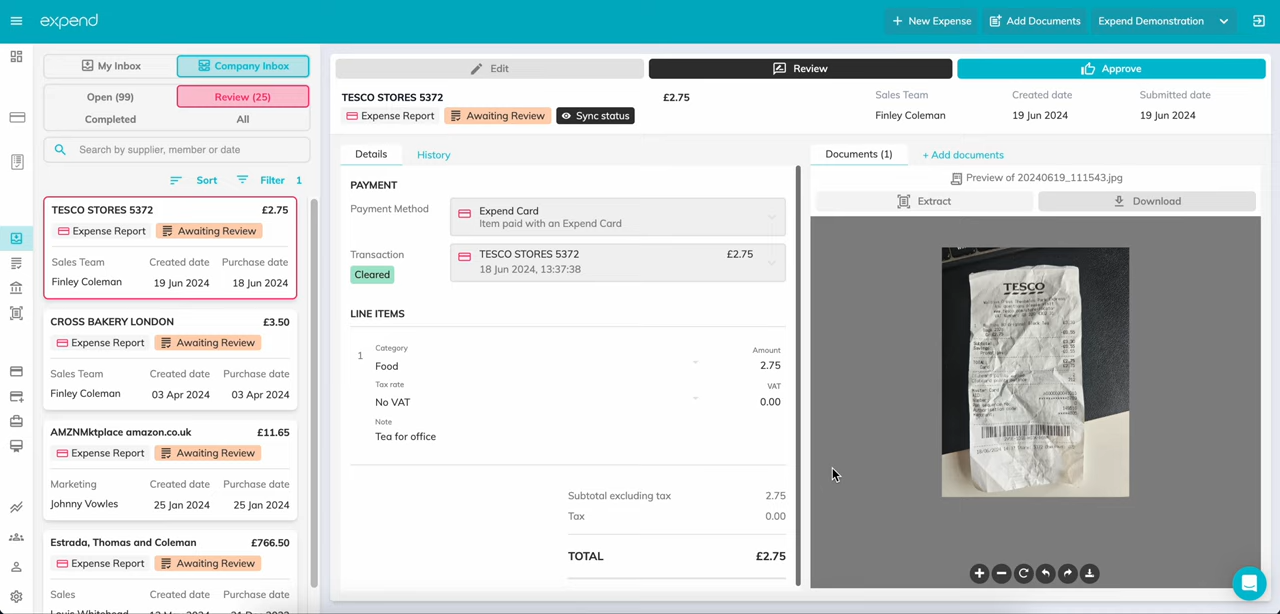 expend
New Expense
Add Documents
Expend Demonstration
My Inbox
Company Inbox
Open (99)
Review (25)
Completed
All
Search by supplier, member or date
Sort
Filter 1
TESCO STORES 5372 £2.75
Expense Report
Awaiting Review
Sales Team Created date Purchase date
Finley Coleman 19 Jun 2024 18 Jun 2024
CROSS BAKERY LONDON £3.50
Expense Report
Awaiting Review
Sales Team Created date Purchase date
Finley Coleman 03 Apr 2024 03 Apr 2024
AMZNMktplace amazon.co.uk £11.65
Expense Report
Awaiting Review
Marketing Created date Purchase date
Johnny Vowles 25 Jan 2024 25 Jan 2024
Estrada, Thomas and Coleman £766.50
Expense Report
Awaiting Review
Sales Created date Purchase date
Edit
Review
Approve
TESCO STORES 5372 £2.75
Expense Report
Awaiting Review
Sync status
Sales Team Created date Submitted date
Finley Coleman 19 Jun 2024 19 Jun 2024
Details
History
PAYMENT
Payment Method
Expend Card
Item paid with an Expend Card
Transaction
Cleared
TESCO STORES 5372 £2.75
18 Jun 2024, 13:37:38
LINE ITEMS
1
Category
Food
Amount
2.75
Tax rate
No VAT
VAT
0.00
Note
Tea for office
Subtotal excluding tax 2.75
Tax 0.00
TOTAL £2.75
Documents (1)
+ Add documents
Preview of 20240619_111543.jpg
Extract
Download
TESCO